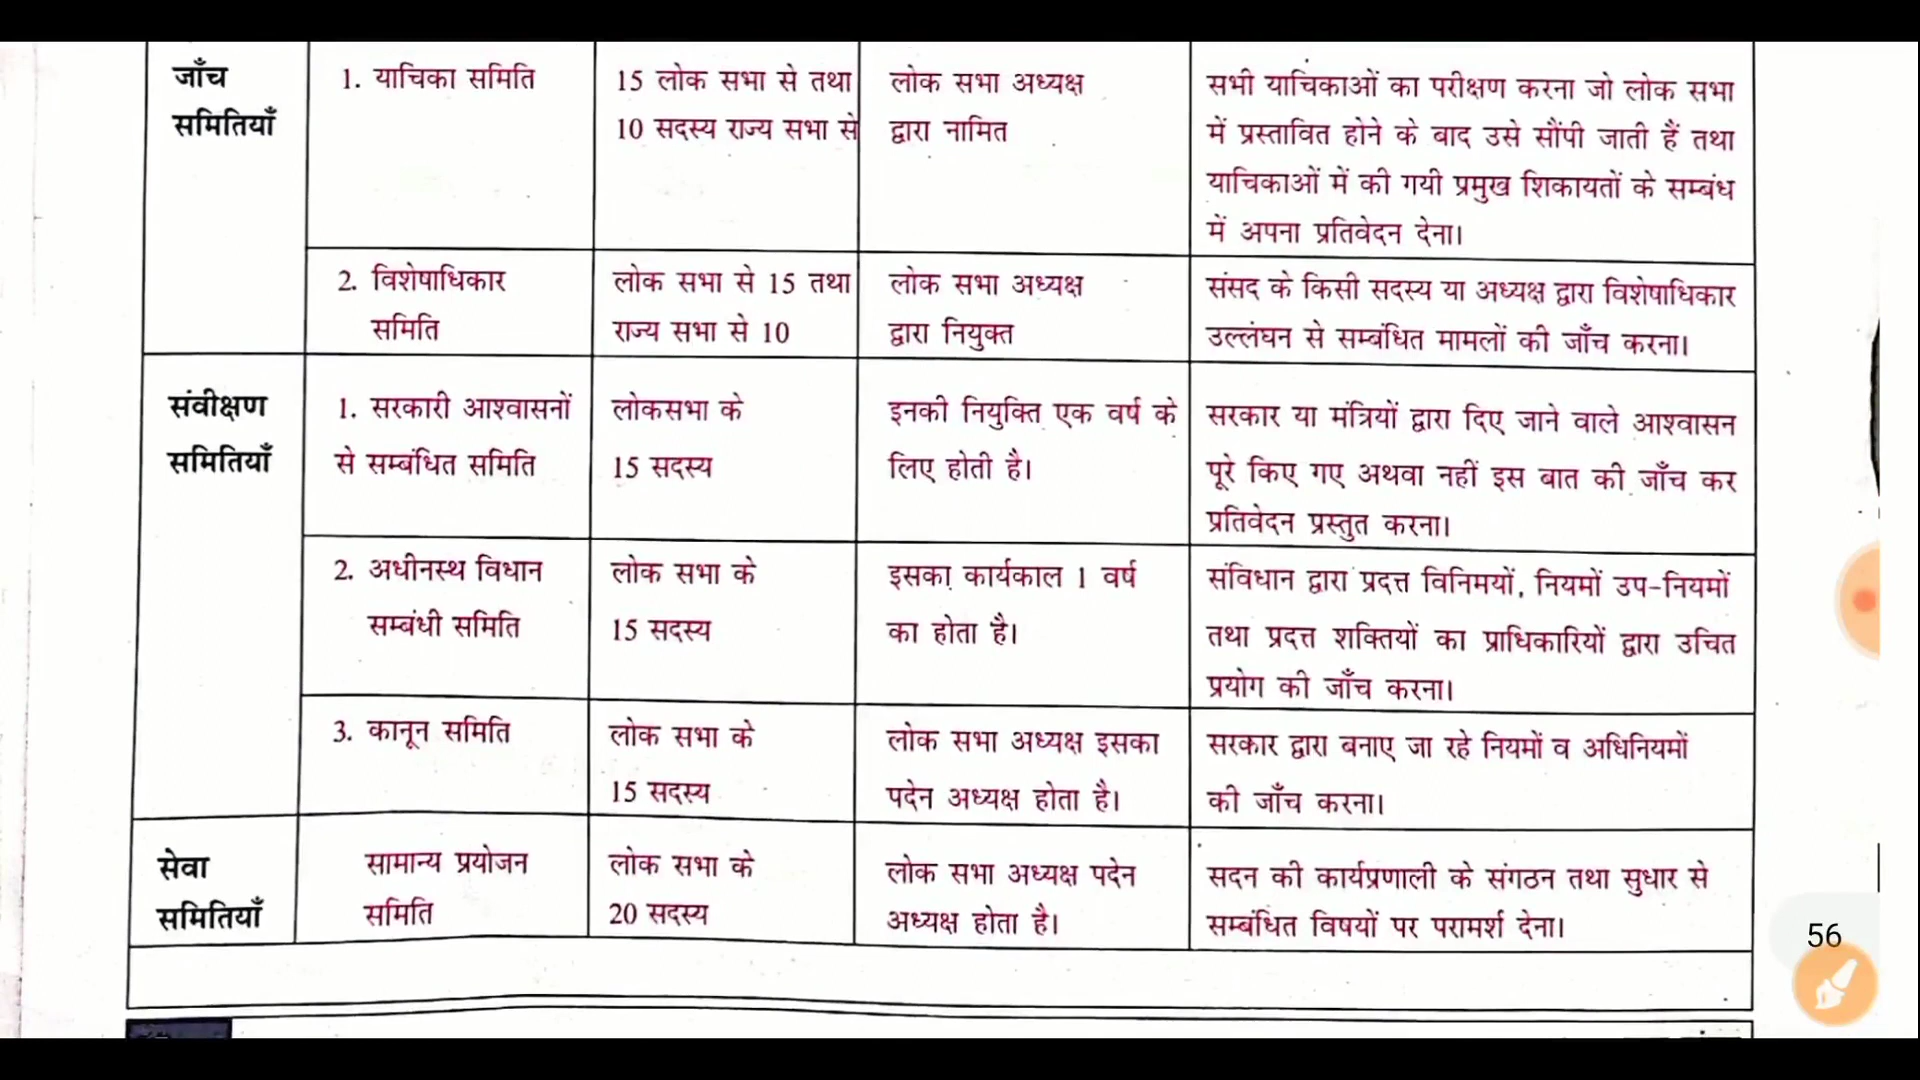 जाँच
समितियाँ
1. याचिका समिति
15 लोक सभा से तथा
10 सदस्य राज्य सभा से
लोक सभा अध्यक्ष
द्वारा नामित
सभी याचिकाओं का परीक्षण करना जो लोक सभा
में प्रस्तावित होने के बाद उसे सौंपी जाती हैं तथा
याचिकाओं में की गयी प्रमुख शिकायतों के सम्बंध
में अपना प्रतिवेदन देना।
2. विशेषाधिकार
समिति
लोक सभा से 15 तथा
राज्य सभा से 10
लोक सभा अध्यक्ष
द्वारा नियुक्त
संसद के किसी सदस्य या अध्यक्ष द्वारा विशेषाधिकार
उल्लंघन से सम्बंधित मामलों की जाँच करना।
संवीक्षण
समितियाँ
1. सरकारी आश्वासनों
से सम्बंधित समिति
लोकसभा के
15 सदस्य
इनकी नियुक्ति एक वर्ष के
लिए होती है।
सरकार या मंत्रियों द्वारा दिए जाने वाले आश्वासन
पूरे किए गए अथवा नहीं इस बात की जाँच कर
प्रतिवेदन प्रस्तुत करना।
2. अधीनस्थ विधान
सम्बंधी समिति
लोक सभा के
15 सदस्य
इसका कार्यकाल 1 वर्ष
का होता है।
संविधान द्वारा प्रदत्त विनिमयों, नियमों उप-नियमों
तथा प्रदत्त शक्तियों का प्राधिकारियों द्वारा उचित
प्रयोग की जाँच करना।
3. कानून समिति
लोक सभा के
15 सदस्य
लोक सभा अध्यक्ष इसका
पदेन अध्यक्ष होता है।
सरकार द्वारा बनाए जा रहे नियमों व अधिनियमों
की जाँच करना।
सेवा
समितियाँ
सामान्य प्रयोजन
समिति
लोक सभा के
20 सदस्य
लोक सभा अध्यक्ष पदेन
अध्यक्ष होता है।
सदन की कार्यप्रणाली के संगठन तथा सुधार से
सम्बंधित विषयों पर परामर्श देना।
56